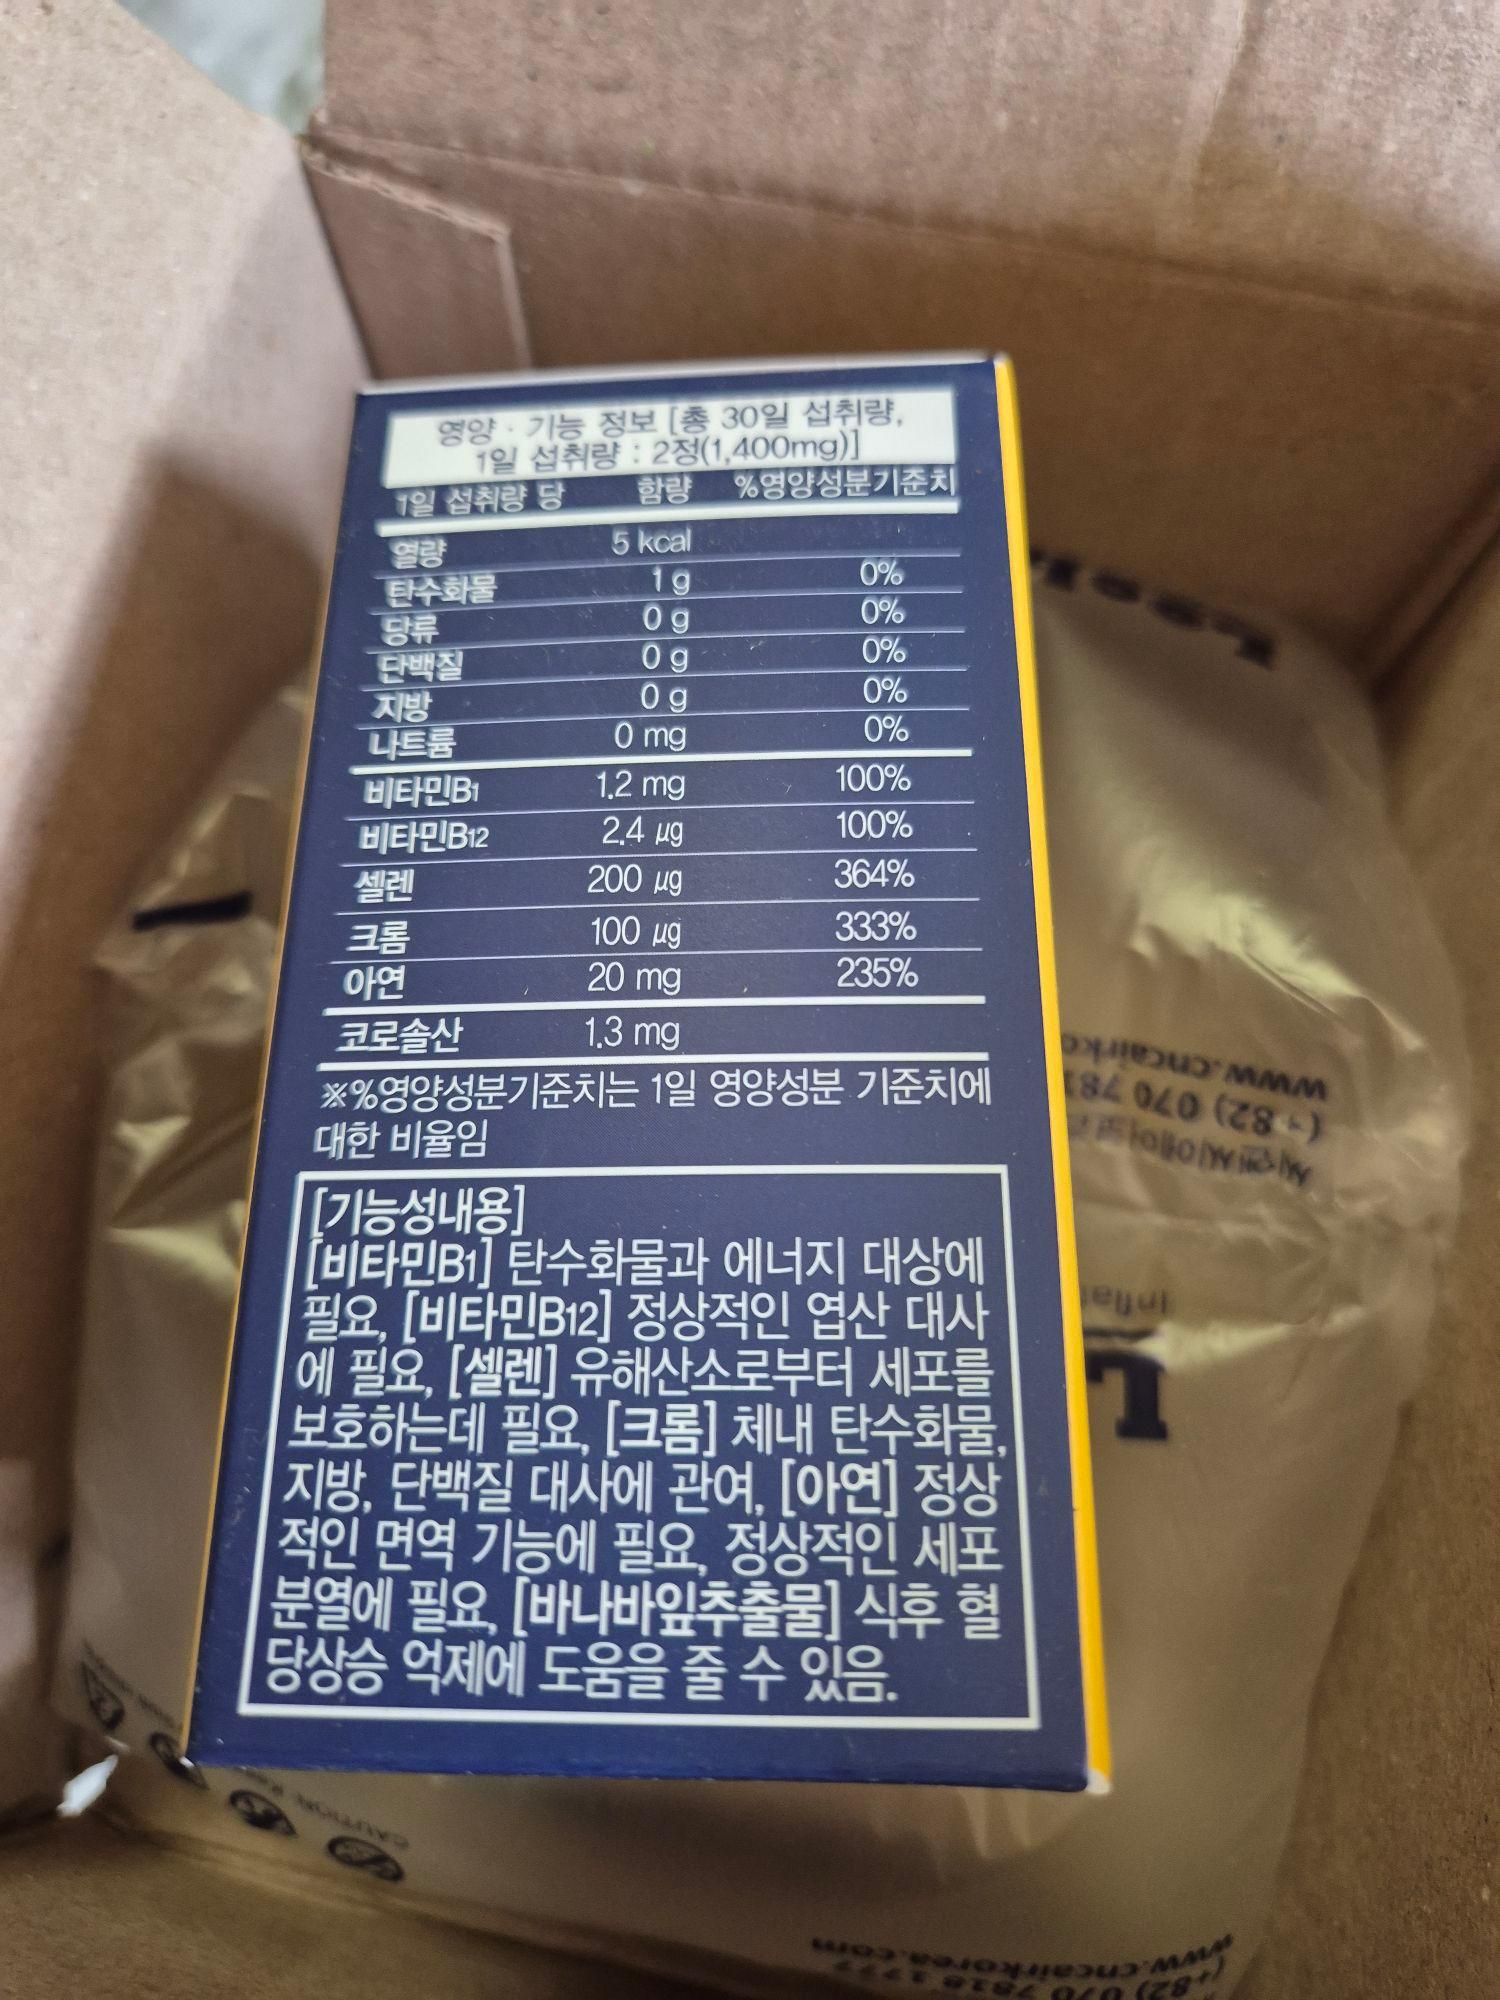 영양 · 기능 정보 [총 30일 섭취량,
1일 섭취량 : 2정(1,400mg)]
1일 섭취량 당 함량 %영양성분기준치
열량 5 kcal
탄수화물 1 g 0%
당류 0 g 0%
단백질 0 g 0%
지방 0 g 0%
나트륨 0 mg 0%
비타민B1 1.2 mg 100%
비타민B12 2.4 µg 100%
셀렌 200 µg 364%
크롬 100 µg 333%
아연 20 mg 235%
코로솔산 1.3 mg
※%영양성분기준치는 1일 영양성분 기준치에
대한 비율임
[기능성내용]
[비타민B1] 탄수화물과 에너지 대상에
필요, [비타민B12] 정상적인 엽산 대사
에 필요, [셀렌] 유해산소로부터 세포를
보호하는데 필요, [크롬] 체내 탄수화물,
지방, 단백질 대사에 관여, [아연] 정상
적인 면역 기능에 필요, 정상적인 세포
분열에 필요, [바나바잎추출물] 식후 혈
당상승 억제에 도움을 줄 수 있음.
(+82) 070 781
www.cncairko
CAUTION
(+82) 070 7818 1777
www.cncairkorea.com